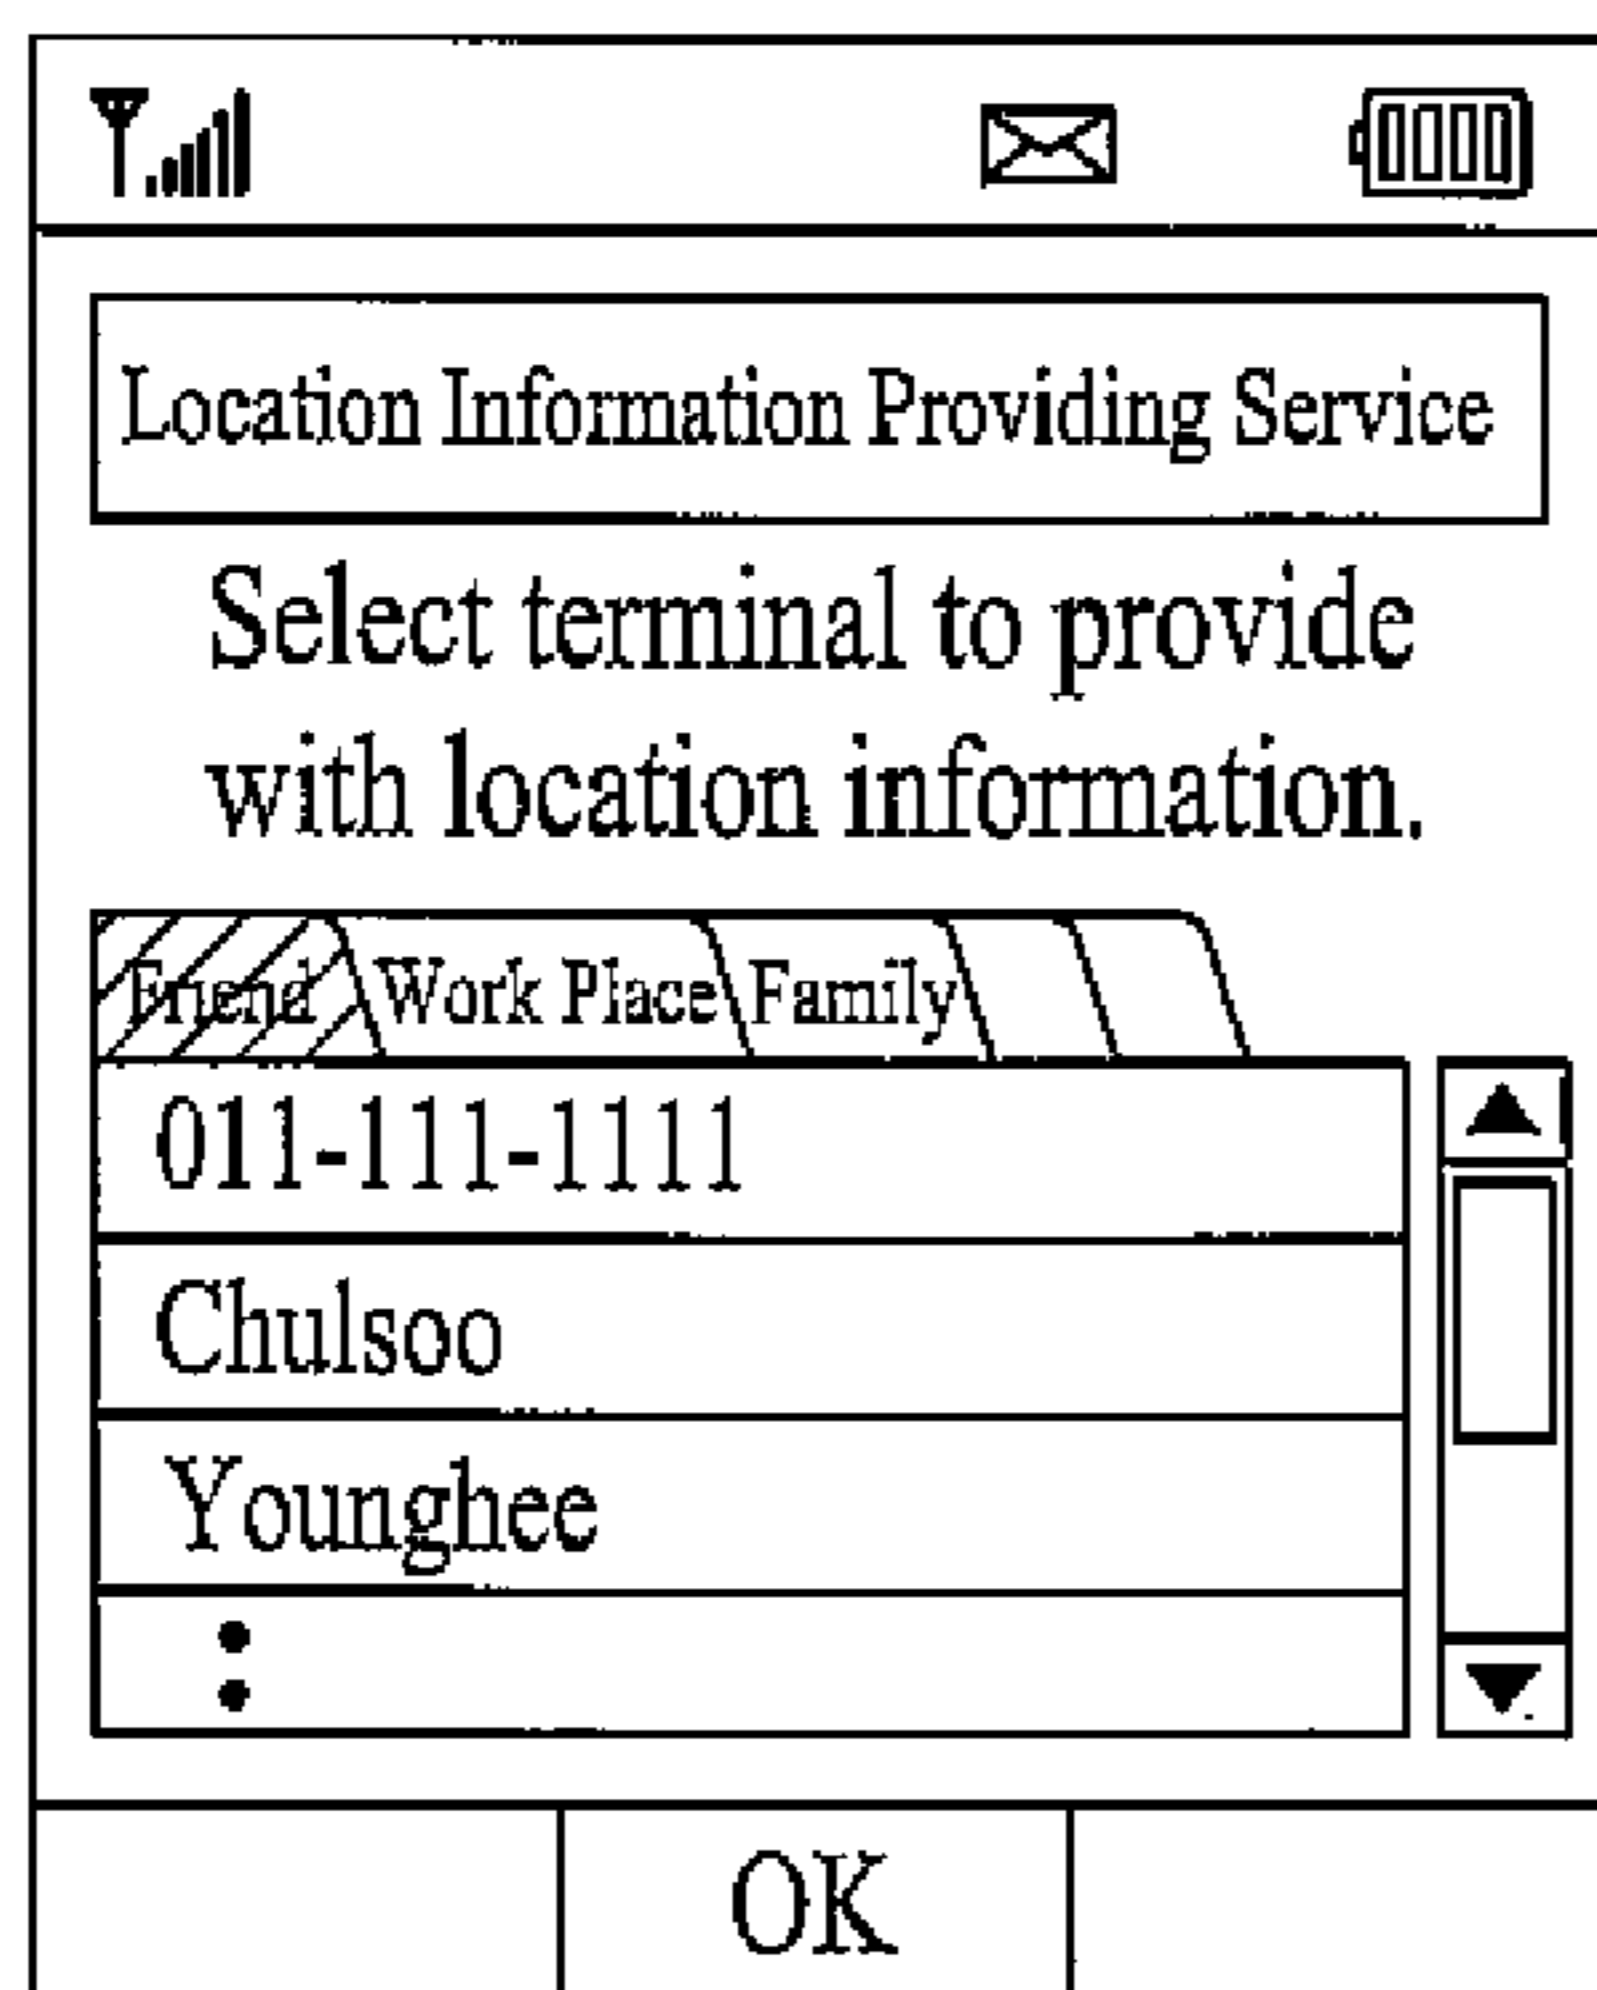 Location Information Providing Service
Select terminal to provide
with location information.
Friend Work Place Family
011-111-1111
Chulsoo
Younghee
OK